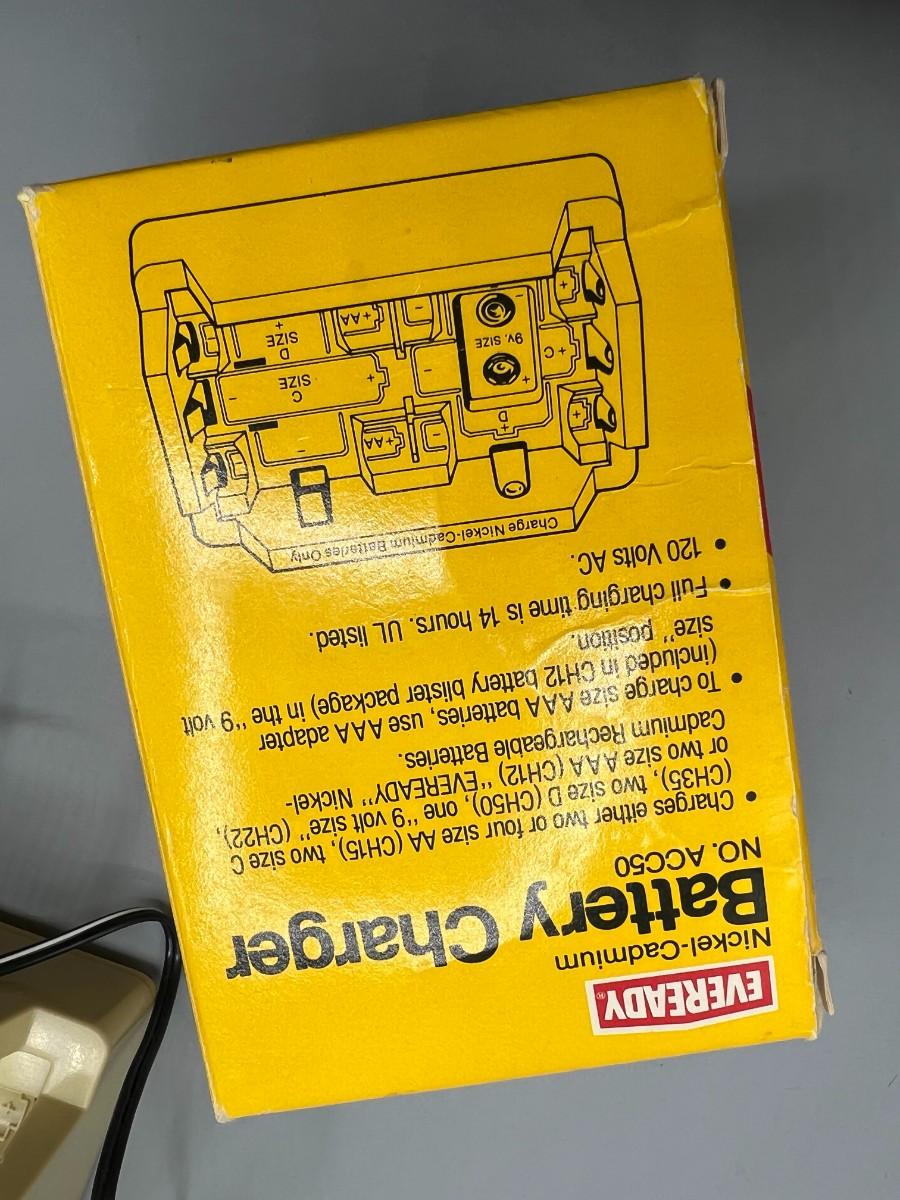 EVEREADY®
Nickel-Cadmium
Battery Charger
NO. ACC50
• Charges either two or four size AA (CH15), two size C
(CH35), two size D (CH50), one "9 volt size" (CH22),
or two size AAA (CH12) "EVEREADY" Nickel-
Cadmium Rechargeable Batteries.
• To charge size AAA batteries, use AAA adapter
(included in CH12 battery blister package) in the "9 volt
size" position.
• Full charging time is 14 hours. UL listed.
• 120 Volts AC.
Charge Nickel-Cadmium Batteries Only
+ D
- +AA
-
+
+ C
-
+
C
SIZE
-
+
9v. SIZE
-
+
- +AA
D
SIZE
+